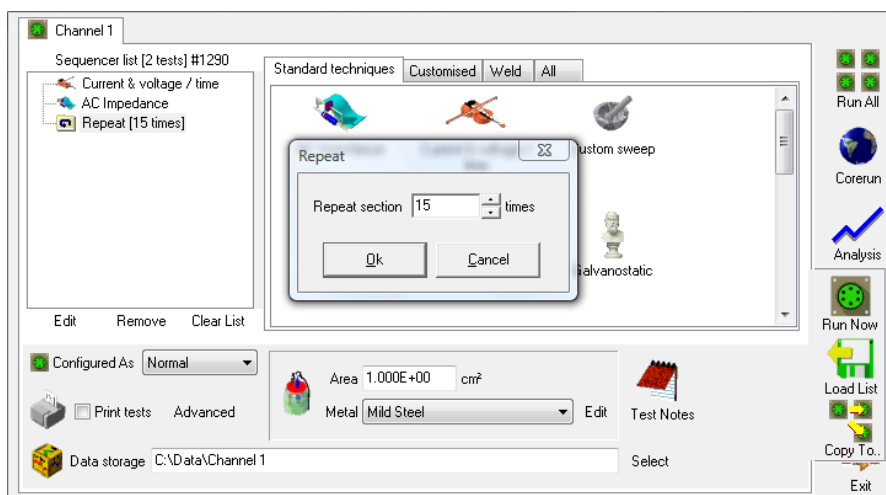 Channel 1
Sequencer list [2 tests] #1290
Current & voltage / time
AC Impedance
Repeat [15 times]
Edit Remove Clear List
Standard techniques Customised Weld All
ustom sweep
Repeat
Repeat section 15 times
Ok Cancel
alvanostatic
Run All
Corerun
Analysis
Run Now
Load List
Copy To..
Exit
Configured As Normal
Print tests Advanced
Area 1.000E+00 cm²
Metal Mild Steel Edit
Test Notes
Data storage C:\Data\Channel 1 Select